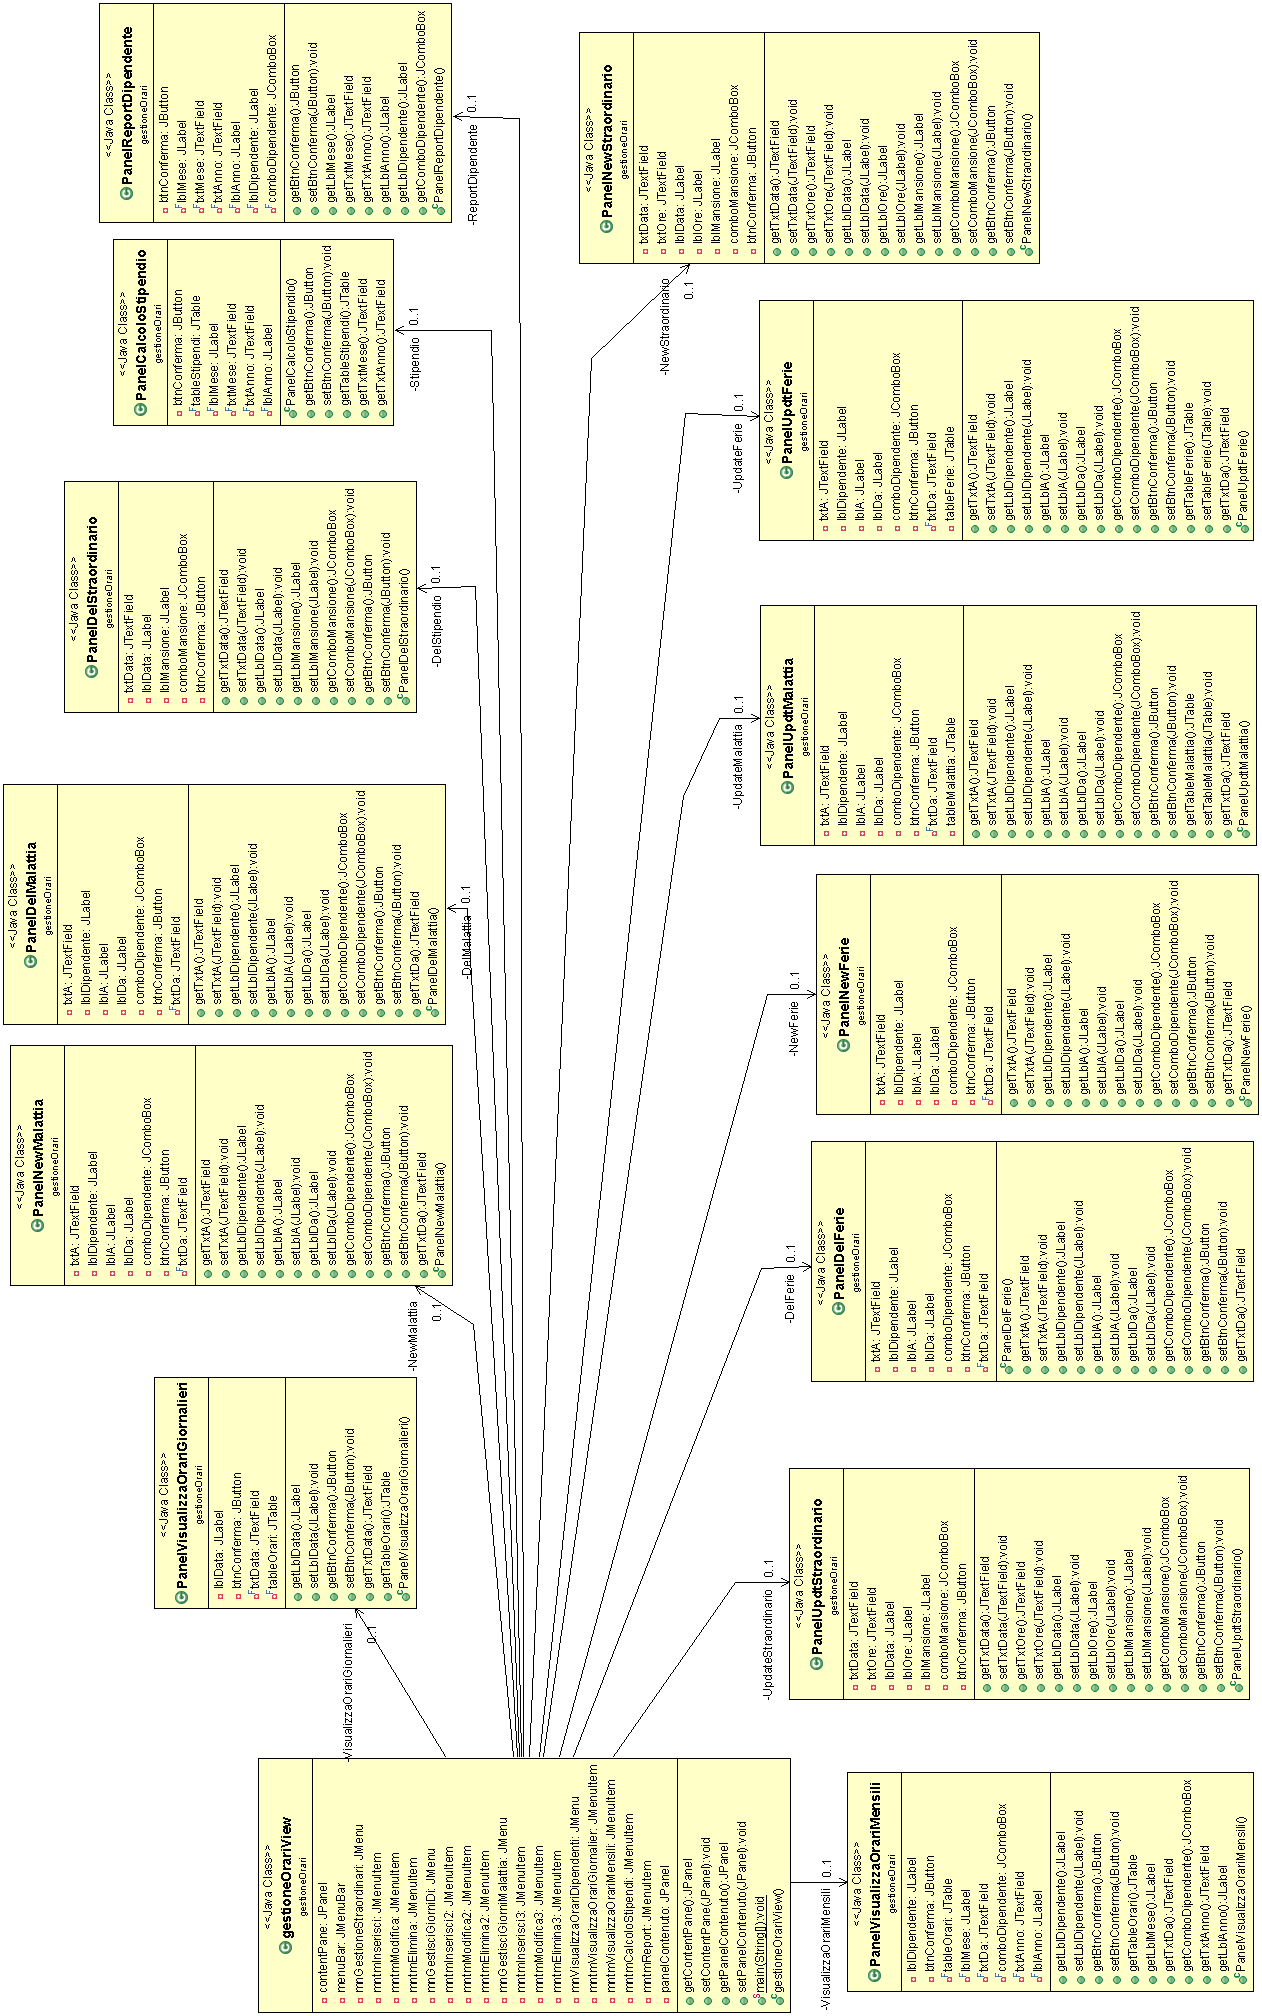 <<Java Class>>
PanelDelMalattia
gestioneOrari
txtA: JTextField
lblDipendente: JLabel
lblA: JLabel
lblDa: JLabel
comboDipendente: JComboBox
btnConferma: JButton
txtDa: JTextField
getTxtA():JTextField
setTxtA(JTextField):void
getLblDipendente():JLabel
setLblDipendente(JLabel):void
getLblA():JLabel
setLblA(JLabel):void
getLblDa():JLabel
setLblDa(JLabel):void
getComboDipendente():JComboBox
setComboDipendente(JComboBox):void
getBtnConferma():JButton
setBtnConferma(JButton):void
getTxtDa():JTextField
PanelDelMalattia()
-DelMalattia 0..1
<<Java Class>>
PanelNewMalattia
gestioneOrari
txtA: JTextField
lblDipendente: JLabel
lblA: JLabel
lblDa: JLabel
comboDipendente: JComboBox
btnConferma: JButton
txtDa: JTextField
getTxtA():JTextField
setTxtA(JTextField):void
getLblDipendente():JLabel
setLblDipendente(JLabel):void
getLblA():JLabel
setLblA(JLabel):void
getLblDa():JLabel
setLblDa(JLabel):void
getComboDipendente():JComboBox
setComboDipendente(JComboBox):void
getBtnConferma():JButton
setBtnConferma(JButton):void
getTxtDa():JTextField
PanelNewMalattia()
-NewMalattia
0..1
<<Java Class>>
PanelDelStraordinario
gestioneOrari
txtData: JTextField
lblData: JLabel
lblMansione: JLabel
comboMansione: JComboBox
btnConferma: JButton
getTxtData():JTextField
setTxtData(JTextField):void
getLblData():JLabel
setLblData(JLabel):void
getLblMansione():JLabel
setLblMansione(JLabel):void
getComboMansione():JComboBox
setComboMansione(JComboBox):void
getBtnConferma():JButton
setBtnConferma(JButton):void
PanelDelStraordinario()
-DelStipendio 0..1
<<Java Class>>
PanelReportDipendente
gestioneOrari
btnConferma: JButton
lblMese: JLabel
txtMese: JTextField
txtAnno: JTextField
lblAnno: JLabel
lblDipendente: JLabel
comboDipendente: JComboBox
getBtnConferma():JButton
setBtnConferma(JButton):void
getLblMese():JLabel
getTxtMese():JTextField
getTxtAnno():JTextField
getLblAnno():JLabel
getLblDipendente():JLabel
getComboDipendente():JComboBox
PanelReportDipendente()
-ReportDipendente 0..1
<<Java Class>>
PanelCalcoloStipendio
gestioneOrari
btnConferma: JButton
tableStipendi: JTable
lblMese: JLabel
txtMese: JTextField
txtAnno: JTextField
lblAnno: JLabel
PanelCalcoloStipendio()
getBtnConferma():JButton
setBtnConferma(JButton):void
getTableStipendi():JTable
getTxtMese():JTextField
getTxtAnno():JTextField
-Stipendio 0..1
<<Java Class>>
PanelVisualizzaOrariGiornalieri
gestioneOrari
lblData: JLabel
btnConferma: JButton
txtData: JTextField
tableOrari: JTable
getLblData():JLabel
setLblData(JLabel):void
getBtnConferma():JButton
setBtnConferma(JButton):void
getTxtData():JTextField
getTableOrari():JTable
PanelVisualizzaOrariGiornalieri()
-VisualizzaOrariGiornalieri
0..1
<<Java Class>>
gestioneOrariView
gestioneOrari
contentPane: JPanel
menuBar: JMenuBar
mnGestioneStraordinari: JMenu
mntmInserisci: JMenuItem
mntmModifica: JMenuItem
mntmElimina: JMenuItem
mnGestisciGiorniDi: JMenu
mntmInserisci2: JMenuItem
mntmModifica2: JMenuItem
mntmElimina2: JMenuItem
mnGestisciGiorniMalattia: JMenu
mntmInserisci3: JMenuItem
mntmModifica3: JMenuItem
mntmElimina3: JMenuItem
mnVisualizzaOrariDipendenti: JMenu
mntmVisualizzaOrariGiornalier: JMenuItem
mntmVisualizzaOrariMensili: JMenuItem
mntmCalcoloStipendi: JMenuItem
mntmReport: JMenuItem
panelContenuto: JPanel
getContentPane():JPanel
setContentPane(JPanel):void
getPanelContenuto():JPanel
setPanelContenuto(JPanel):void
main(String[]):void
gestioneOrariView()
<<Java Class>>
PanelNewStraordinario
gestioneOrari
txtData: JTextField
txtOre: JTextField
lblData: JLabel
lblOre: JLabel
lblMansione: JLabel
comboMansione: JComboBox
btnConferma: JButton
getTxtData():JTextField
setTxtData(JTextField):void
getTxtOre():JTextField
setTxtOre(JTextField):void
getLblData():JLabel
setLblData(JLabel):void
getLblOre():JLabel
setLblOre(JLabel):void
getLblMansione():JLabel
setLblMansione(JLabel):void
getComboMansione():JComboBox
setComboMansione(JComboBox):void
getBtnConferma():JButton
setBtnConferma(JButton):void
PanelNewStraordinario()
-NewStraordinario
0..1
-UpdateMalattia 0..1
<<Java Class>>
PanelUpdtMalattia
gestioneOrari
txtA: JTextField
lblDipendente: JLabel
lblA: JLabel
lblDa: JLabel
comboDipendente: JComboBox
btnConferma: JButton
txtDa: JTextField
tableMalattia: JTable
getTxtA():JTextField
setTxtA(JTextField):void
getLblDipendente():JLabel
setLblDipendente(JLabel):void
getLblA():JLabel
setLblA(JLabel):void
getLblDa():JLabel
setLblDa(JLabel):void
getComboDipendente():JComboBox
setComboDipendente(JComboBox):void
getBtnConferma():JButton
setBtnConferma(JButton):void
getTableMalattia():JTable
setTableMalattia(JTable):void
getTxtDa():JTextField
PanelUpdtMalattia()
-UpdateFerie 0..1
<<Java Class>>
PanelUpdtFerie
gestioneOrari
txtA: JTextField
lblDipendente: JLabel
lblA: JLabel
lblDa: JLabel
comboDipendente: JComboBox
btnConferma: JButton
txtDa: JTextField
tableFerie: JTable
getTxtA():JTextField
setTxtA(JTextField):void
getLblDipendente():JLabel
setLblDipendente(JLabel):void
getLblA():JLabel
setLblA(JLabel):void
getLblDa():JLabel
setLblDa(JLabel):void
getComboDipendente():JComboBox
setComboDipendente(JComboBox):void
getBtnConferma():JButton
setBtnConferma(JButton):void
getTableFerie():JTable
setTableFerie(JTable):void
getTxtDa():JTextField
PanelUpdtFerie()
-UpdateStraordinario 0..1
<<Java Class>>
PanelUpdtStraordinario
gestioneOrari
txtData: JTextField
txtOre: JTextField
lblData: JLabel
lblOre: JLabel
lblMansione: JLabel
comboMansione: JComboBox
btnConferma: JButton
getTxtData():JTextField
setTxtData(JTextField):void
getTxtOre():JTextField
setTxtOre(JTextField):void
getLblData():JLabel
setLblData(JLabel):void
getLblOre():JLabel
setLblOre(JLabel):void
getLblMansione():JLabel
setLblMansione(JLabel):void
getComboMansione():JComboBox
setComboMansione(JComboBox):void
getBtnConferma():JButton
setBtnConferma(JButton):void
PanelUpdtStraordinario()
-DelFerie 0..1
<<Java Class>>
PanelDelFerie
gestioneOrari
txtA: JTextField
lblDipendente: JLabel
lblA: JLabel
lblDa: JLabel
comboDipendente: JComboBox
btnConferma: JButton
txtDa: JTextField
PanelDelFerie()
getTxtA():JTextField
setTxtA(JTextField):void
getLblDipendente():JLabel
setLblDipendente(JLabel):void
getLblA():JLabel
setLblA(JLabel):void
getLblDa():JLabel
setLblDa(JLabel):void
getComboDipendente():JComboBox
setComboDipendente(JComboBox):void
getBtnConferma():JButton
setBtnConferma(JButton):void
getTxtDa():JTextField
-NewFerie 0..1
<<Java Class>>
PanelNewFerie
gestioneOrari
txtA: JTextField
lblDipendente: JLabel
lblA: JLabel
lblDa: JLabel
comboDipendente: JComboBox
btnConferma: JButton
txtDa: JTextField
getTxtA():JTextField
setTxtA(JTextField):void
getLblDipendente():JLabel
setLblDipendente(JLabel):void
getLblA():JLabel
setLblA(JLabel):void
getLblDa():JLabel
setLblDa(JLabel):void
getComboDipendente():JComboBox
setComboDipendente(JComboBox):void
getBtnConferma():JButton
setBtnConferma(JButton):void
getTxtDa():JTextField
PanelNewFerie()
-VisualizzaOrariMensili 0..1
<<Java Class>>
PanelVisualizzaOrariMensili
gestioneOrari
lblDipendente: JLabel
btnConferma: JButton
tableOrari: JTable
lblMese: JLabel
txtDa: JTextField
comboDipendente: JComboBox
txtAnno: JTextField
lblAnno: JLabel
getLblDipendente():JLabel
setLblDipendente(JLabel):void
getBtnConferma():JButton
setBtnConferma(JButton):void
getTableOrari():JTable
getLblMese():JLabel
getTxtDa():JTextField
getComboDipendente():JComboBox
getTxtAnno():JTextField
getLblAnno():JLabel
PanelVisualizzaOrariMensili()